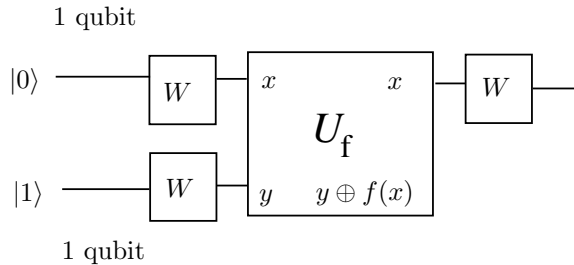 1 qubit
|0⟩ W x x W
U_f
|1⟩ W y y ⊕ f(x)
1 qubit